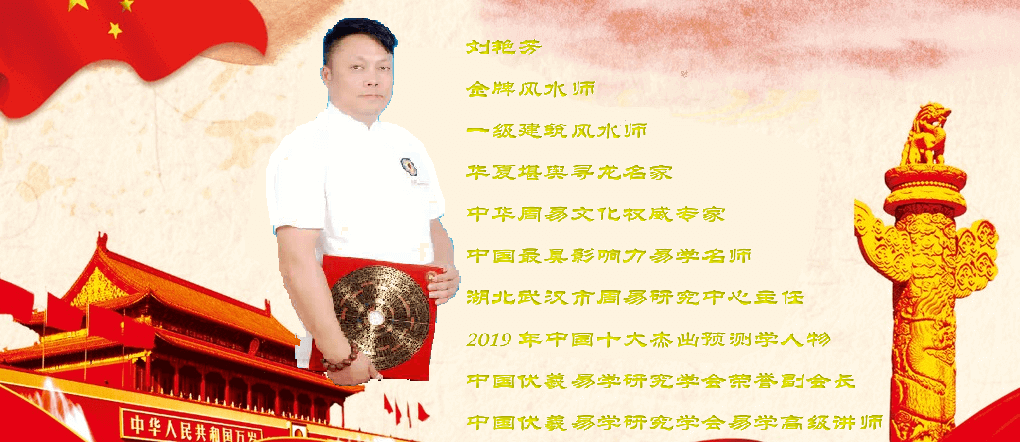 刘艳芳
金牌风水师
一级建筑风水师
华夏堪舆寻龙名家
中华周易文化权威专家
中国最具影响力易学名师
湖北武汉市周易研究中心主任
2019年中国十大杰出预测学人物
中国伏羲易学研究学会荣誉副会长
中国伏羲易学研究学会易学高级讲师
中华人民共和国万岁